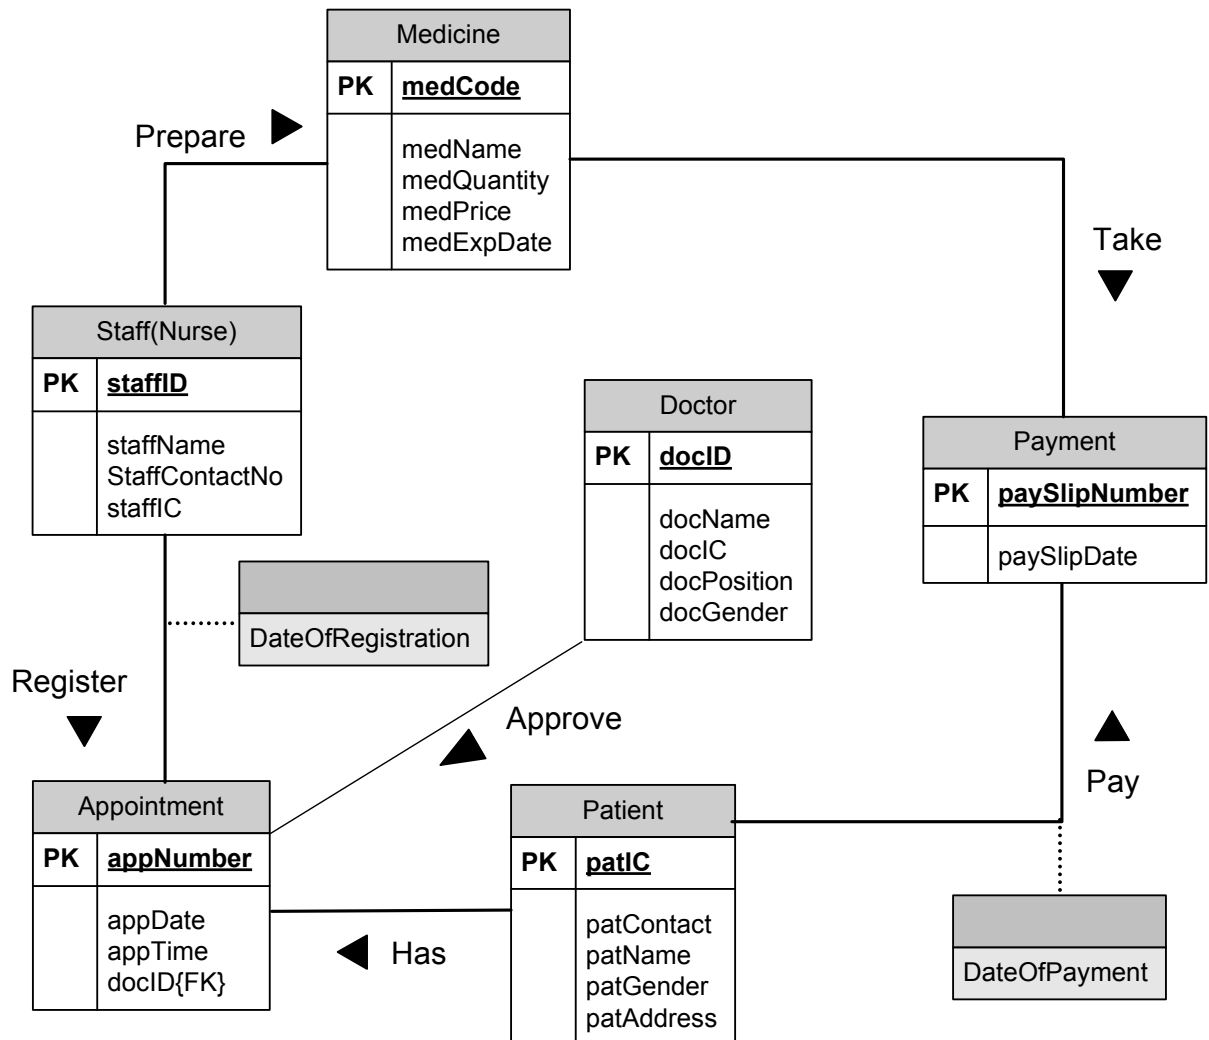 Medicine
PK medCode
medName
medQuantity
medPrice
medExpDate
Prepare
Take
Staff(Nurse)
PK staffID
staffName
StaffContactNo
staffIC
Doctor
PK docID
docName
docIC
docPosition
docGender
Payment
PK paySlipNumber
paySlipDate
DateOfRegistration
Register
Approve
Pay
Appointment
PK appNumber
appDate
appTime
docID{FK}
Has
Patient
PK patIC
patContact
patName
patGender
patAddress
DateOfPayment